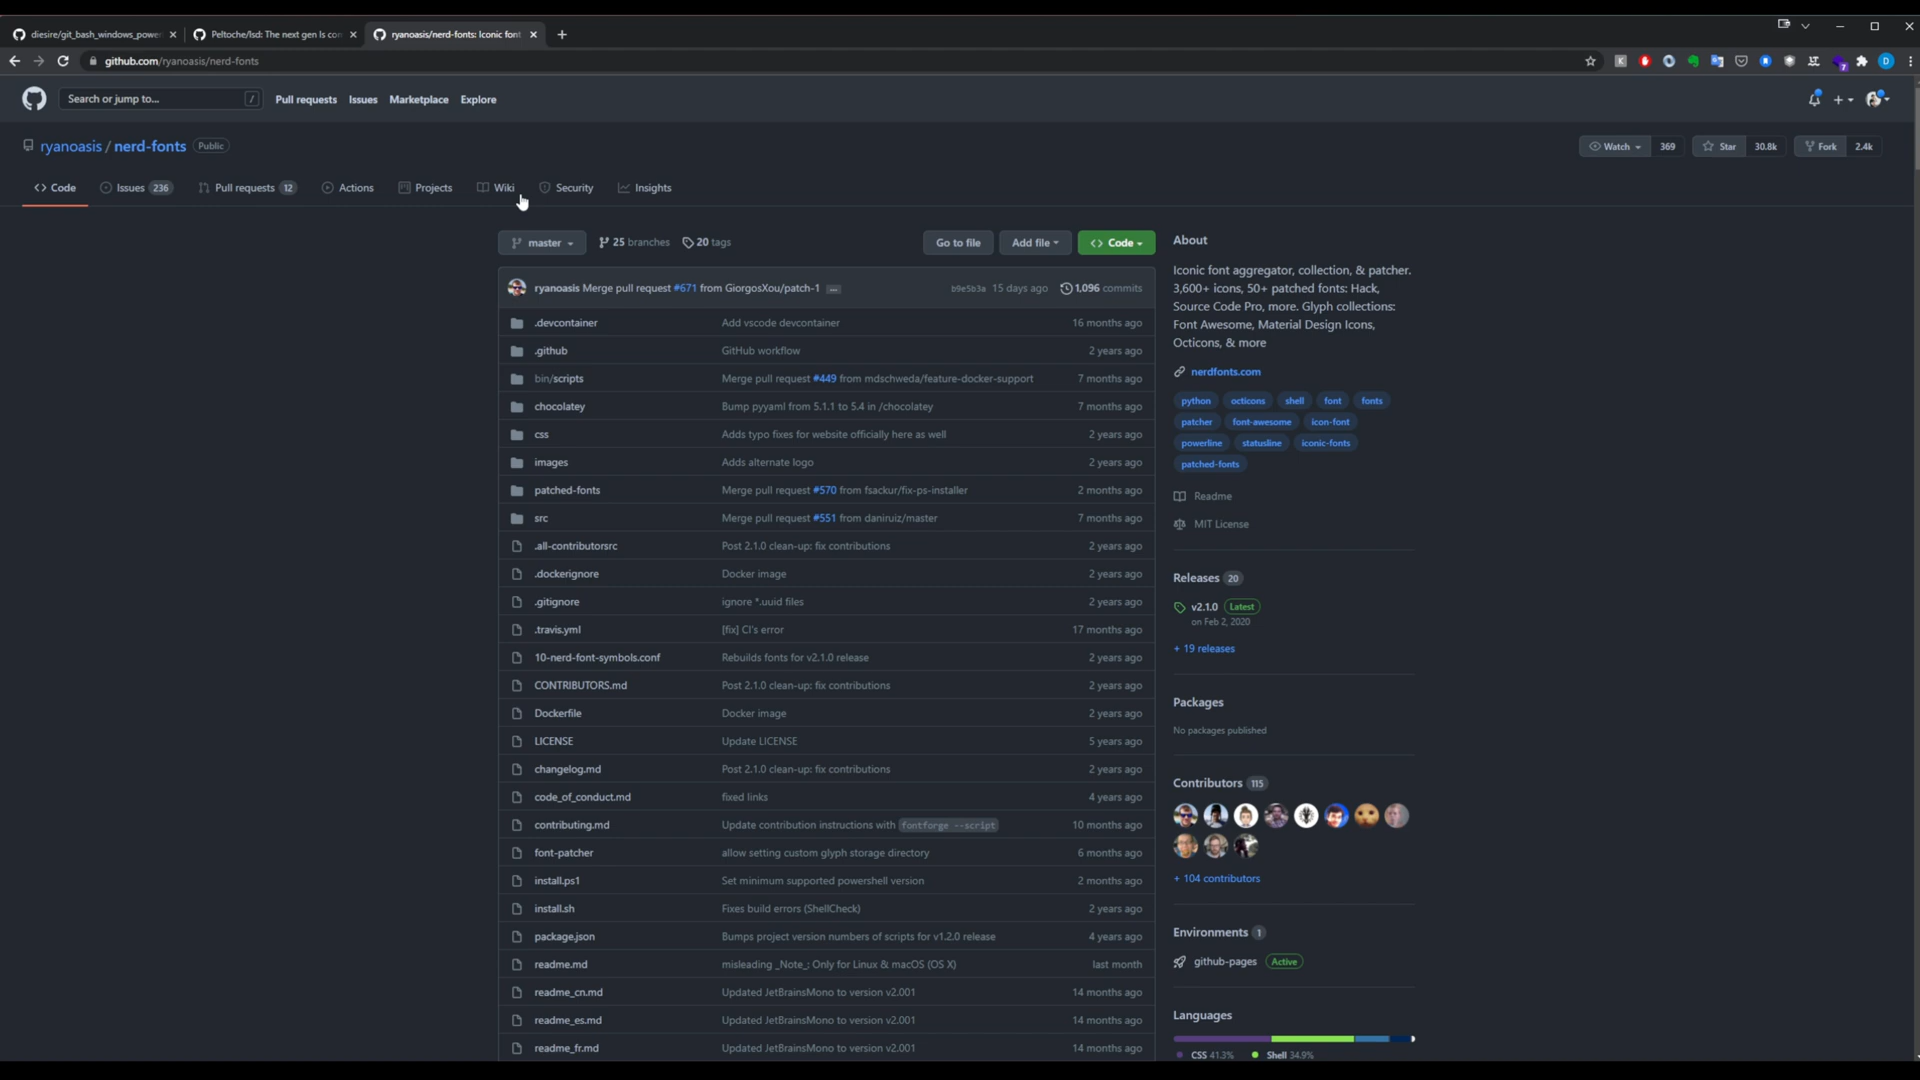 diesire/git_bash_windows_power
Peltoche/lsd: The next gen ls con
ryanoasis/nerd-fonts: Iconic font
github.com/ryanoasis/nerd-fonts
Search or jump to...
Pull requests Issues Marketplace Explore
ryanoasis / nerd-fonts Public
Watch 369 Star 30.8k Fork 2.4k
Code Issues 236 Pull requests 12 Actions Projects Wiki Security Insights
master 25 branches 20 tags Go to file Add file Code
ryanoasis Merge pull request #671 from GiorgosXou/patch-1 ... b9e5b3a 15 days ago 1,096 commits
.devcontainer Add vscode devcontainer 16 months ago
.github GitHub workflow 2 years ago
bin/scripts Merge pull request #449 from mdschweda/feature-docker-support 7 months ago
chocolatey Bump pyyaml from 5.1.1 to 5.4 in /chocolatey 7 months ago
css Adds typo fixes for website officially here as well 2 years ago
images Adds alternate logo 2 years ago
patched-fonts Merge pull request #570 from fsackur/fix-ps-installer 2 months ago
src Merge pull request #551 from daniruiz/master 7 months ago
.all-contributorsrc Post 2.1.0 clean-up: fix contributions 2 years ago
.dockerignore Docker image 2 years ago
.gitignore ignore *.uuid files 2 years ago
.travis.yml [fix] CI's error 17 months ago
10-nerd-font-symbols.conf Rebuilds fonts for v2.1.0 release 2 years ago
CONTRIBUTORS.md Post 2.1.0 clean-up: fix contributions 2 years ago
Dockerfile Docker image 2 years ago
LICENSE Update LICENSE 5 years ago
changelog.md Post 2.1.0 clean-up: fix contributions 2 years ago
code_of_conduct.md fixed links 4 years ago
contributing.md Update contribution instructions with fontforge --script 10 months ago
font-patcher allow setting custom glyph storage directory 6 months ago
install.ps1 Set minimum supported powershell version 2 months ago
install.sh Fixes build errors (ShellCheck) 2 years ago
package.json Bumps project version numbers of scripts for v1.2.0 release 4 years ago
readme.md misleading _Note_: Only for Linux & macOS (OS X) last month
readme_cn.md Updated JetBrainsMono to version v2.001 14 months ago
readme_es.md Updated JetBrainsMono to version v2.001 14 months ago
readme_fr.md Updated JetBrainsMono to version v2.001 14 months ago
About
Iconic font aggregator, collection, & patcher.
3,600+ icons, 50+ patched fonts: Hack,
Source Code Pro, more. Glyph collections:
Font Awesome, Material Design Icons,
Octicons, & more
nerdfonts.com
python octicons shell font fonts
patcher font-awesome icon-font
powerline statusline iconic-fonts
patched-fonts
Readme
MIT License
Releases 20
v2.1.0 Latest
on Feb 2, 2020
+ 19 releases
Packages
No packages published
Contributors 115
+ 104 contributors
Environments 1
github-pages Active
Languages
CSS 41.3% Shell 34.9%